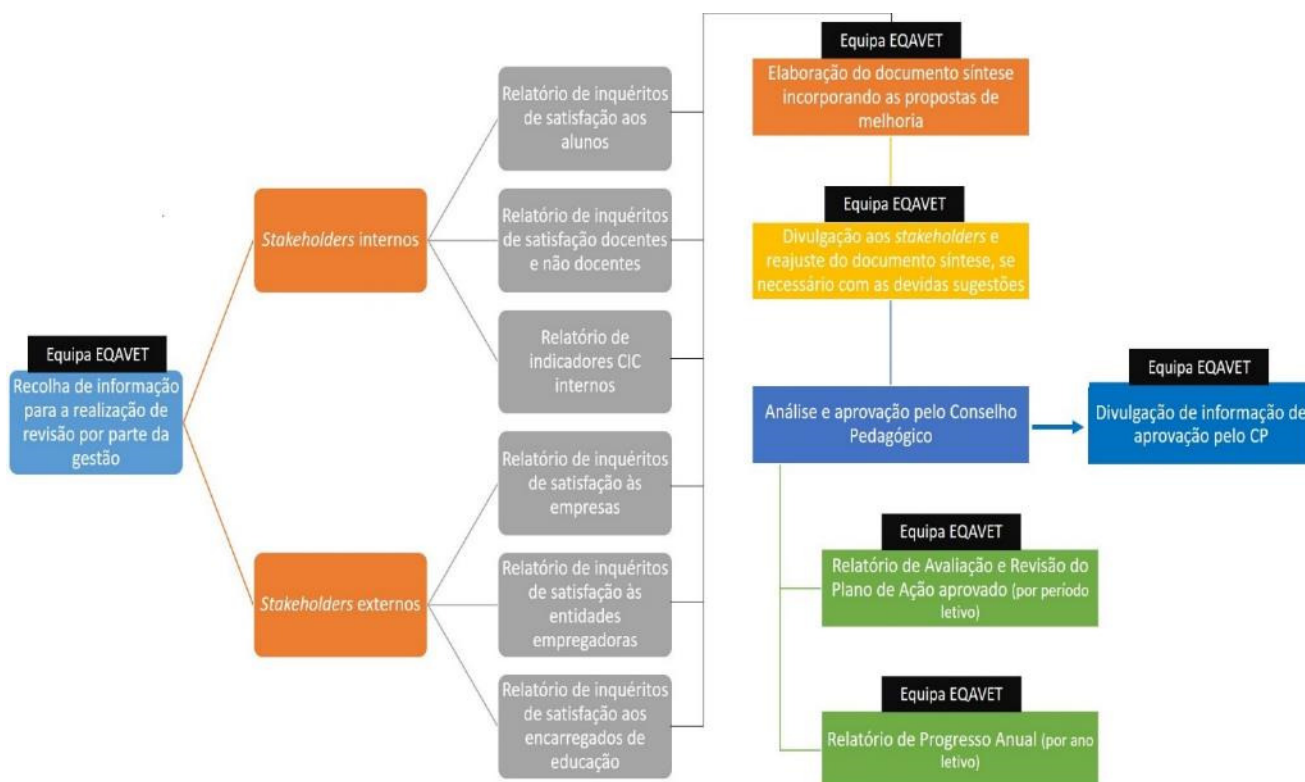 Equipa EQAVET
Recolha de informação
para a realização de
revisão por parte da
gestão
Stakeholders internos
Stakeholders externos
Relatório de inquéritos
de satisfação aos
alunos
Relatório de inquéritos
de satisfação docentes
e não docentes
Relatório de
indicadores CIC
internos
Relatório de inquéritos
de satisfação às
empresas
Relatório de inquéritos
de satisfação às
entidades
empregadoras
Relatório de inquéritos
de satisfação aos
encarregados de
educação
Equipa EQAVET
Elaboração do documento síntese
incorporando as propostas de
melhoria
Equipa EQAVET
Divulgação aos stakeholders e
reajuste do documento síntese, se
necessário com as devidas sugestões
Análise e aprovação pelo Conselho
Pedagógico
Equipa EQAVET
Divulgação de informação de
aprovação pelo CP
Equipa EQAVET
Relatório de Avaliação e Revisão do
Plano de Ação aprovado (por período
letivo)
Equipa EQAVET
Relatório de Progresso Anual (por ano
letivo)